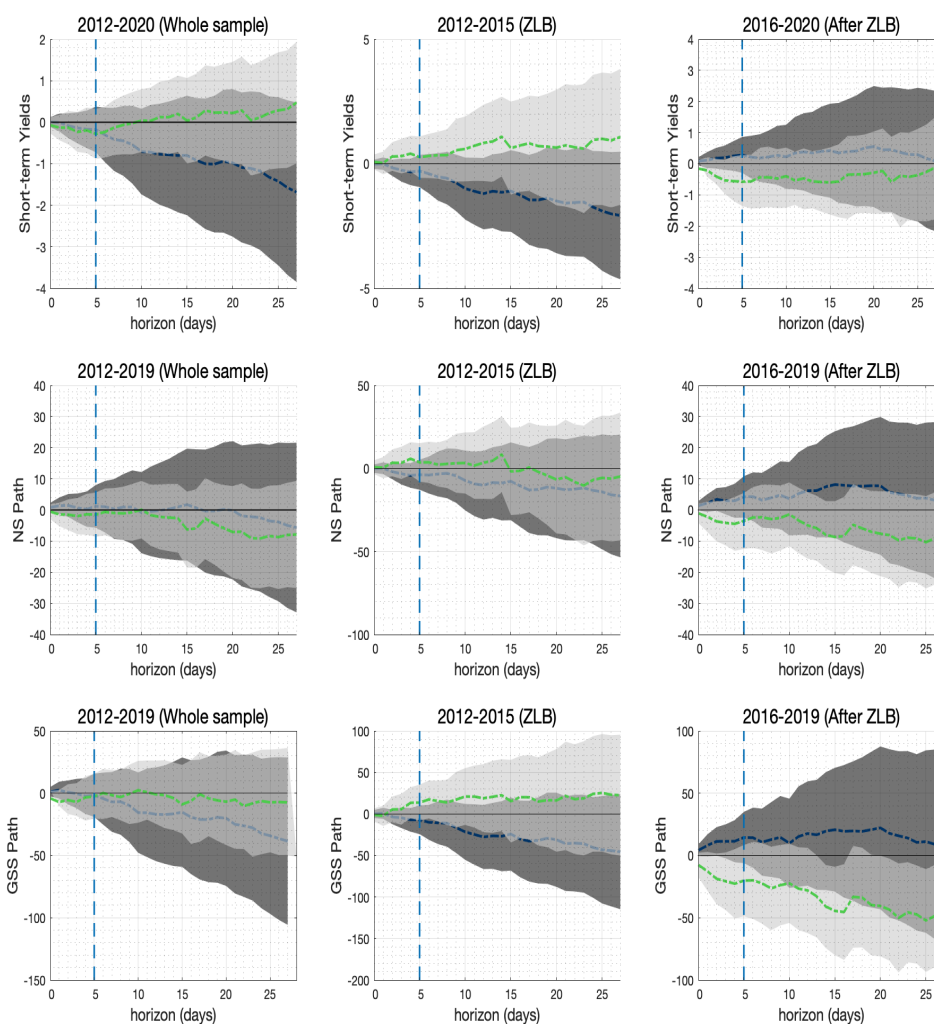 2012-2020 (Whole sample)
2012-2015 (ZLB)
2016-2020 (After ZLB)
Short-term Yields
2
1
0
-1
-2
-3
-4
0 5 10 15 20 25
horizon (days)
Short-term Yields
5
0
-5
0 5 10 15 20 25
horizon (days)
Short-term Yields
4
3
2
1
0
-1
-2
-3
-4
0 5 10 15 20 25
horizon (days)
2012-2019 (Whole sample)
2012-2015 (ZLB)
2016-2019 (After ZLB)
NS Path
40
30
20
10
0
-10
-20
-30
-40
0 5 10 15 20 25
horizon (days)
NS Path
50
0
-50
-100
0 5 10 15 20 25
horizon (days)
NS Path
40
30
20
10
0
-10
-20
-30
-40
0 5 10 15 20 25
horizon (days)
2012-2019 (Whole sample)
2012-2015 (ZLB)
2016-2019 (After ZLB)
GSS Path
50
0
-50
-100
-150
0 5 10 15 20 25
horizon (days)
GSS Path
100
50
0
-50
-100
-150
-200
0 5 10 15 20 25
horizon (days)
GSS Path
100
50
0
-50
-100
0 5 10 15 20 25
horizon (days)